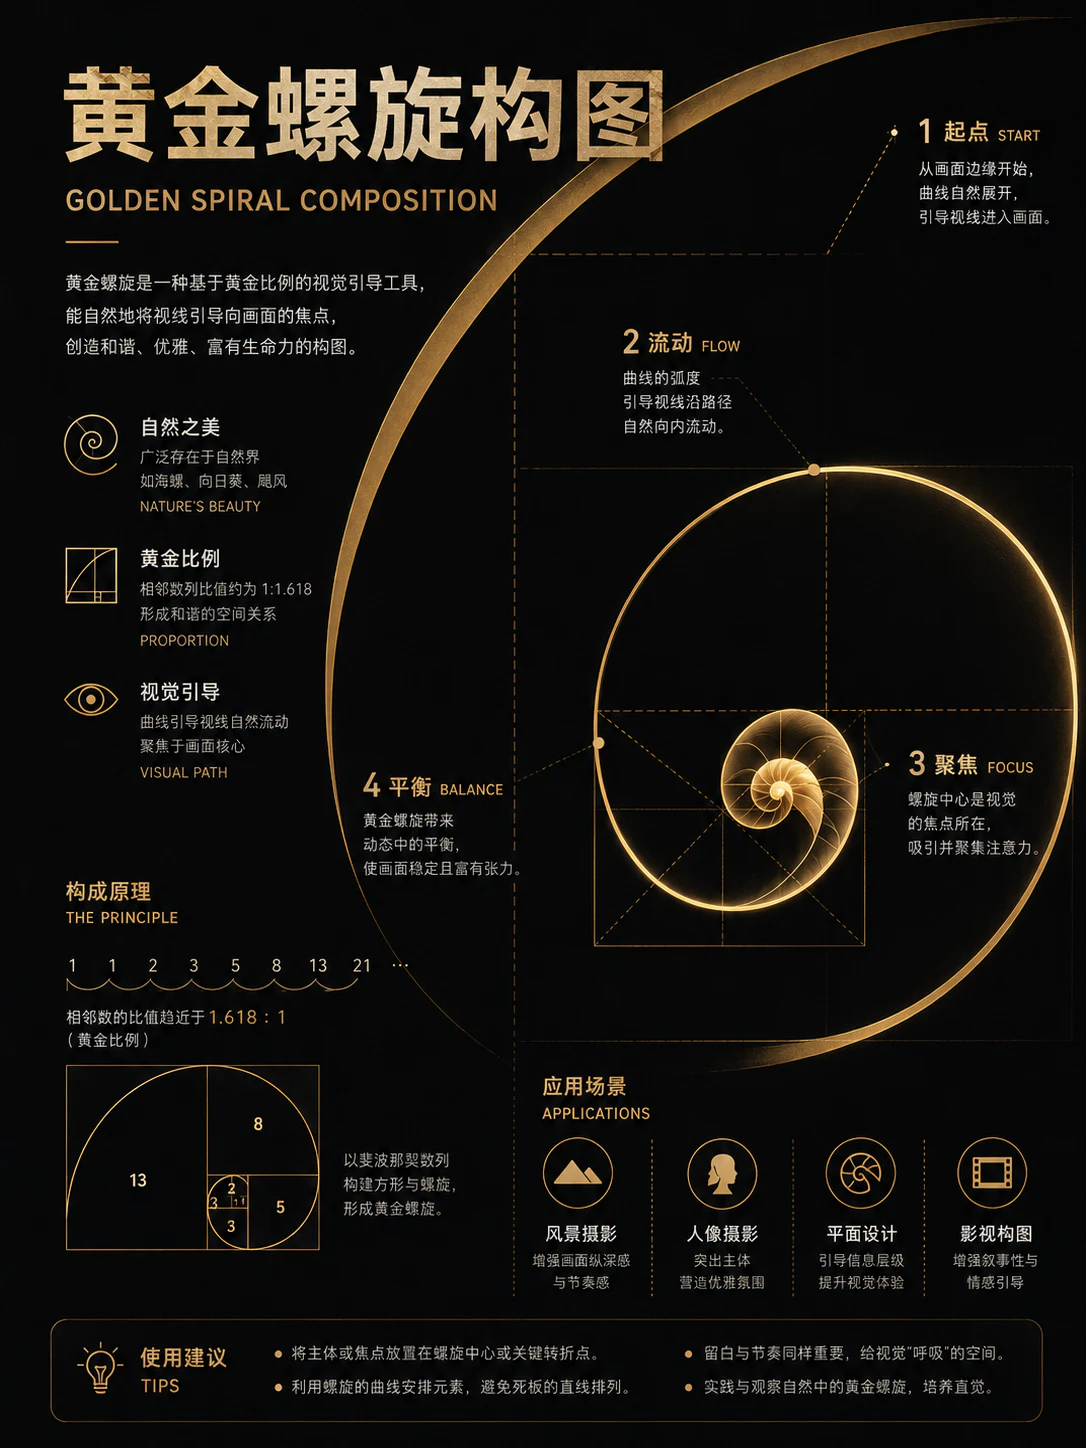 黄金螺旋构图
GOLDEN SPIRAL COMPOSITION
黄金螺旋是一种基于黄金比例的视觉引导工具，
能自然地将视线引导向画面的焦点，
创造和谐、优雅、富有生命力的构图。
自然之美
广泛存在于自然界
如海螺、向日葵、飓风
NATURE'S BEAUTY
黄金比例
相邻数列比值约为 1:1.618
形成和谐的空间关系
PROPORTION
视觉引导
曲线引导视线自然流动
聚焦于画面核心
VISUAL PATH
1 起点 START
从画面边缘开始，
曲线自然展开，
引导视线进入画面。
2 流动 FLOW
曲线的弧度
引导视线沿路径
自然向内流动。
3 聚焦 FOCUS
螺旋中心是视觉
的焦点所在，
吸引并聚集注意力。
4 平衡 BALANCE
黄金螺旋带来
动态中的平衡，
使画面稳定且富有张力。
构成原理
THE PRINCIPLE
1 1 2 3 5 8 13 21 …
相邻数的比值趋近于 1.618 : 1
（黄金比例）
13
8
2
3
1 1
3
5
以斐波那契数列
构建方形与螺旋，
形成黄金螺旋。
应用场景
APPLICATIONS
风景摄影
增强画面纵深感
与节奏感
人像摄影
突出主体
营造优雅氛围
平面设计
引导信息层级
提升视觉体验
影视构图
增强叙事性与
情感引导
使用建议
TIPS
将主体或焦点放置在螺旋中心或关键转折点。
利用螺旋的曲线安排元素，避免死板的直线排列。
留白与节奏同样重要，给视觉"呼吸"的空间。
实践与观察自然中的黄金螺旋，培养直觉。